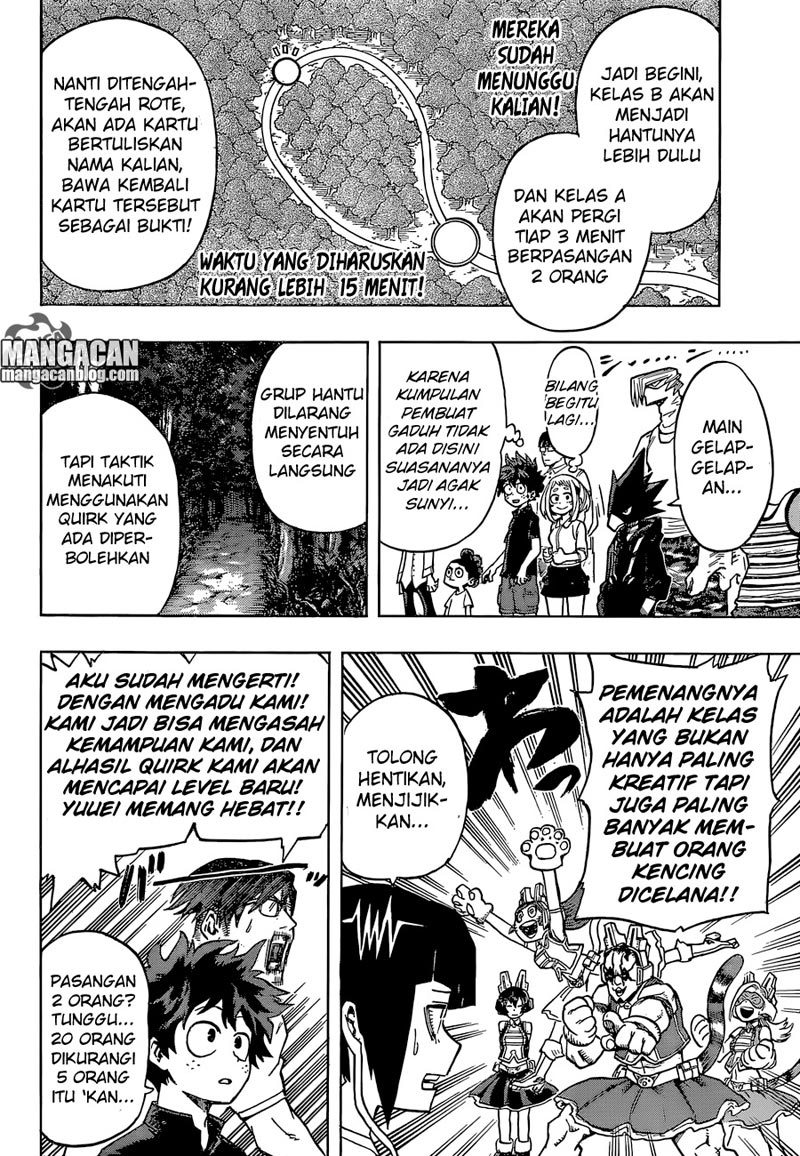 JADI BEGINI,
KELAS B AKAN
MENJADI
HANTUNYA
LEBIH DULU
DAN KELAS A
AKAN PERGI
TIAP 3 MENIT
BERPASANGAN
2 ORANG
MEREKA
SUDAH
MENUNGGU
KALIAN!
NANTI DITENGAH-
TENGAH ROTE,
AKAN ADA KARTU
BERTULISKAN
NAMA KALIAN,
BAWA KEMBALI
KARTU TERSEBUT
SEBAGAI BUKTI!
WAKTU YANG DIHARUSKAN
KURANG LEBIH 15 MENIT!
MANGACAN
mangacanblog.com
MAIN
GELAP-
GELAP-
AN...
BILANG
BEGITU
LAGI...
KARENA
KUMPULAN
PEMBUAT
GADUH TIDAK
ADA DISINI
SUASANANYA
JADI AGAK
SUNYI...
GRUP HANTU
DILARANG
MENYENTUH
SECARA
LANGSUNG
TAPI TAKTIK
MENAKUTI
MENGGUNAKAN
QUIRK YANG
ADA DIPER-
BOLEHKAN
PEMENANGNYA
ADALAH KELAS
YANG BUKAN
HANYA PALING
KREATIF TAPI
JUGA PALING
BANYAK MEM-
BUAT ORANG
KENCING
DICELANA!!
TOLONG
HENTIKAN,
MENJIJIK-
KAN...
AKU SUDAH MENGERTI!
DENGAN MENGADU KAMI!
KAMI JADI BISA MENGASAH
KEMAMPUAN KAMI, DAN
ALHASIL QUIRK KAMI AKAN
MENCAPAI LEVEL BARU!
YUUEI MEMANG HEBAT!!
PASANGAN
2 ORANG?
TUNGGU...
20 ORANG
DIKURANGI
5 ORANG
ITU 'KAN...